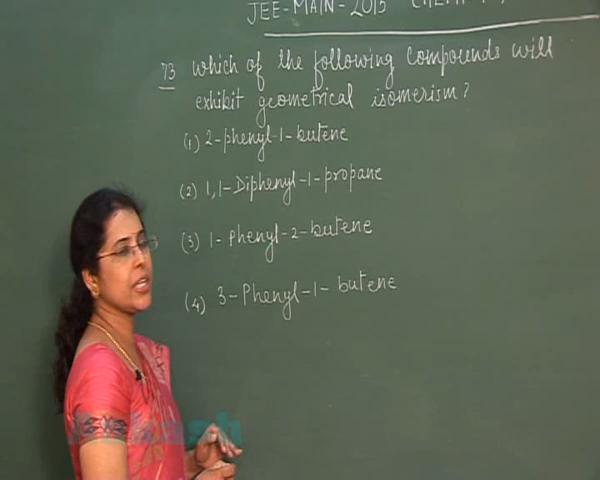 JEE-MAIN-2015
73 Which of the following compounds will
exhibit geometrical isomerism?
(1) 2-phenyl-1-butene
(2) 1,1-Diphenyl-1-propane
(3) 1-Phenyl-2-butene
(4) 3-Phenyl-1-butene